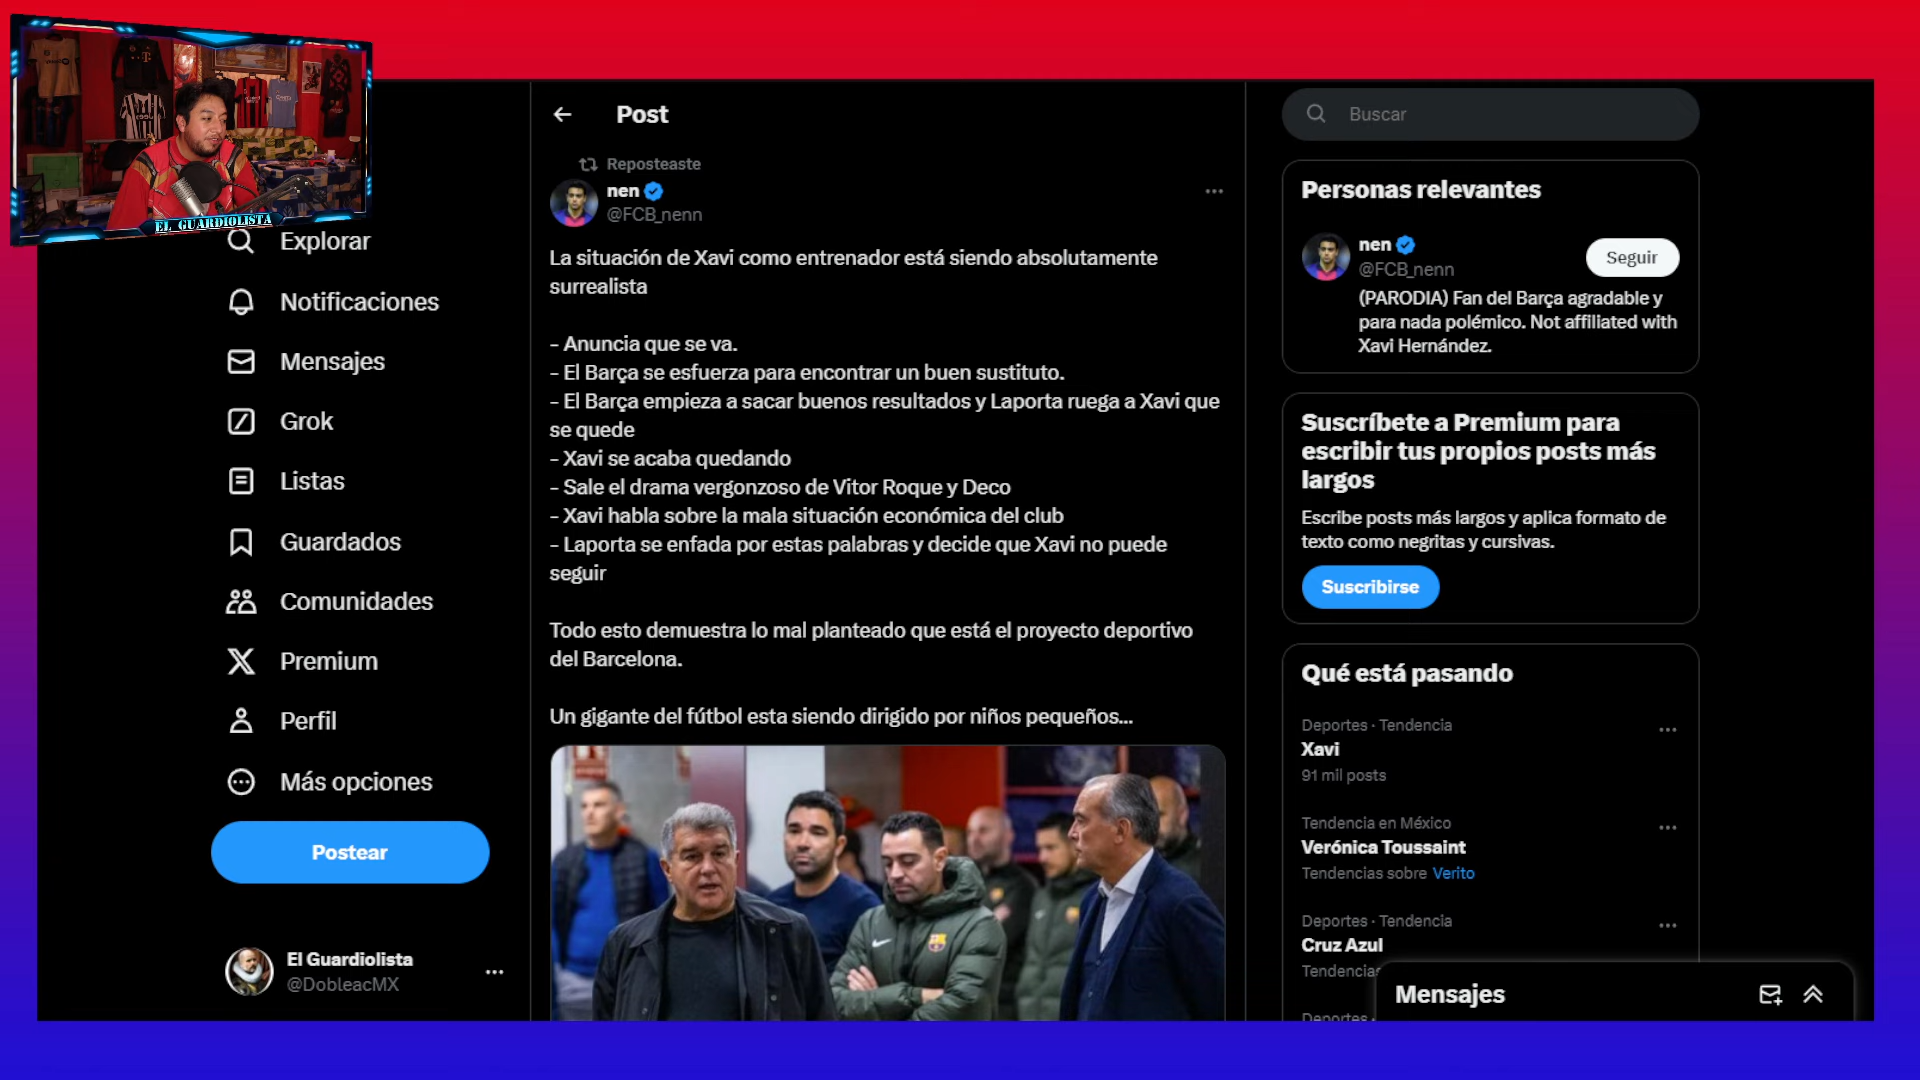 EL GUARDIOLISTA
Explorar
Notificaciones
Mensajes
Grok
Listas
Guardados
Comunidades
Premium
Perfil
Más opciones
Postear
El Guardiolista
@DobleacMX
Post
Reposteaste
nen
@FCB_nenn
La situación de Xavi como entrenador está siendo absolutamente
surrealista
- Anuncia que se va.
- El Barça se esfuerza para encontrar un buen sustituto.
- El Barça empieza a sacar buenos resultados y Laporta ruega a Xavi que
se quede
- Xavi se acaba quedando
- Sale el drama vergonzoso de Vitor Roque y Deco
- Xavi habla sobre la mala situación económica del club
- Laporta se enfada por estas palabras y decide que Xavi no puede
seguir
Todo esto demuestra lo mal planteado que está el proyecto deportivo
del Barcelona.
Un gigante del fútbol esta siendo dirigido por niños pequeños...
Buscar
Personas relevantes
nen
@FCB_nenn
Seguir
(PARODIA) Fan del Barça agradable y
para nada polémico. Not affiliated with
Xavi Hernández.
Suscríbete a Premium para
escribir tus propios posts más
largos
Escribe posts más largos y aplica formato de
texto como negritas y cursivas.
Suscribirse
Qué está pasando
Deportes · Tendencia
Xavi
91 mil posts
Tendencia en México
Verónica Toussaint
Tendencias sobre Verito
Deportes · Tendencia
Cruz Azul
Tendencias
Deportes
Mensajes